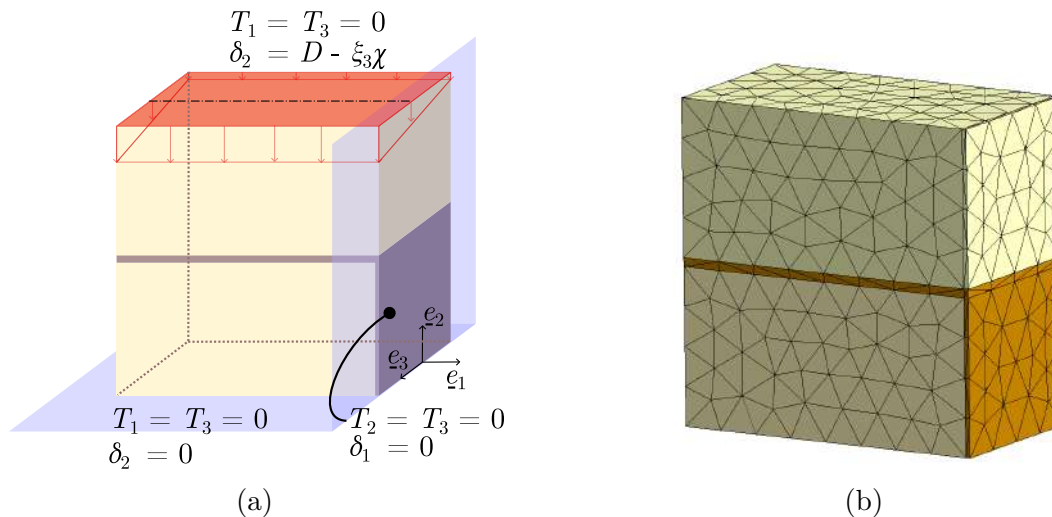 T₁ = T₃ = 0
δ₂ = D - ξ₃χ
e₂
e₃
e₁
T₁ = T₃ = 0
δ₂ = 0
T₂ = T₃ = 0
δ₁ = 0
(a)
(b)